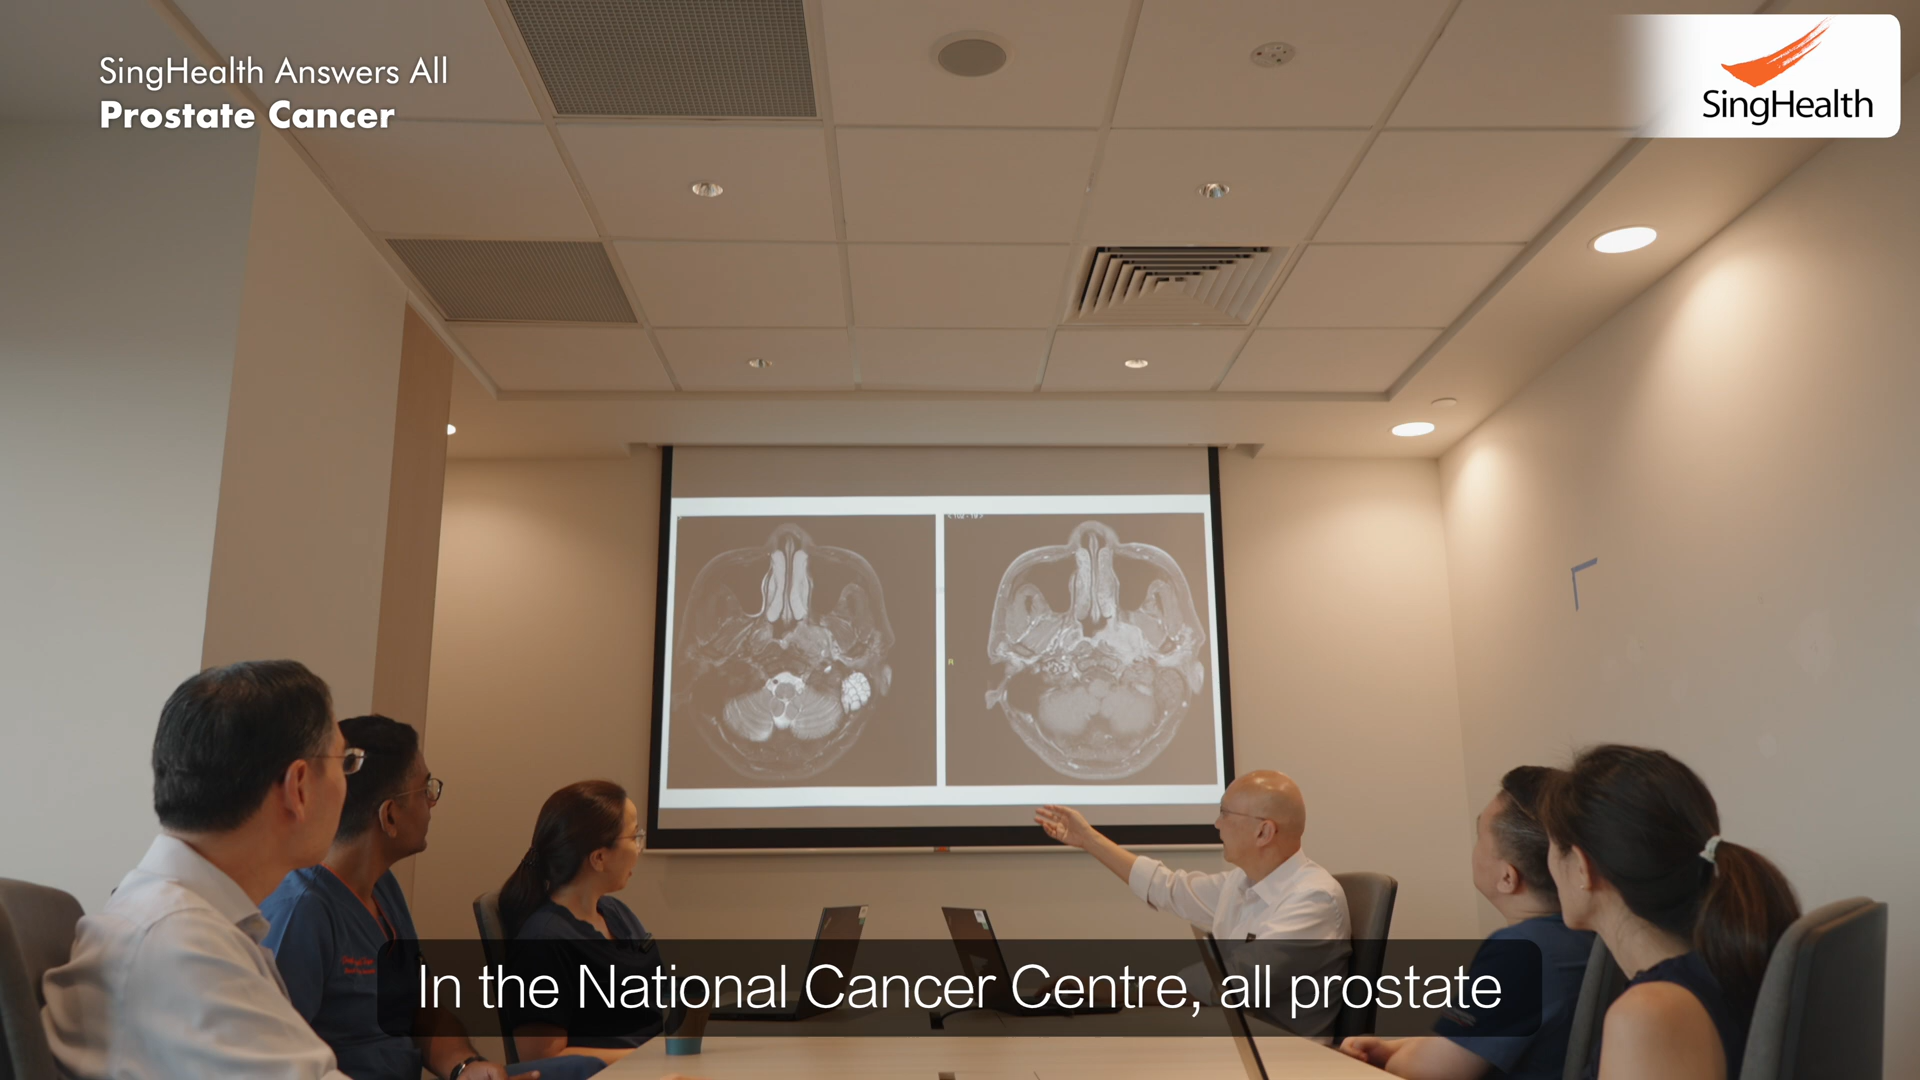 SingHealth Answers All
Prostate Cancer
SingHealth
R
In the National Cancer Centre, all prostate